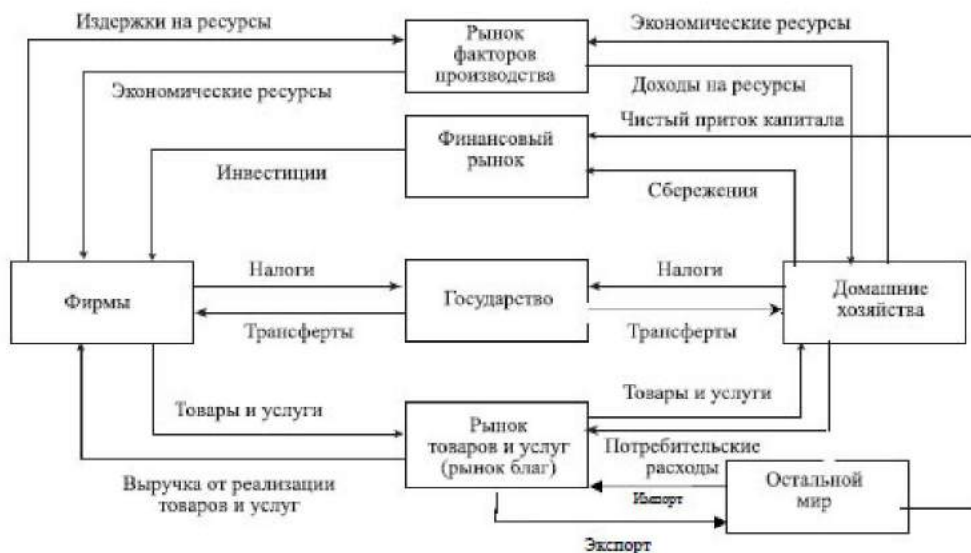 Издержки на ресурсы
Рынок
факторов
производства
Экономические ресурсы
Экономические ресурсы
Доходы на ресурсы
Чистый приток капитала
Финансовый
рынок
Инвестиции
Сбережения
Налоги
Налоги
Фирмы
Государство
Домашние
хозяйства
Трансферты
Трансферты
Товары и услуги
Товары и услуги
Рынок
товаров и услуг
(рынок благ)
Потребительские
расходы
Выручка от реализации
товаров и услуг
Импорт
Остальной
мир
Экспорт